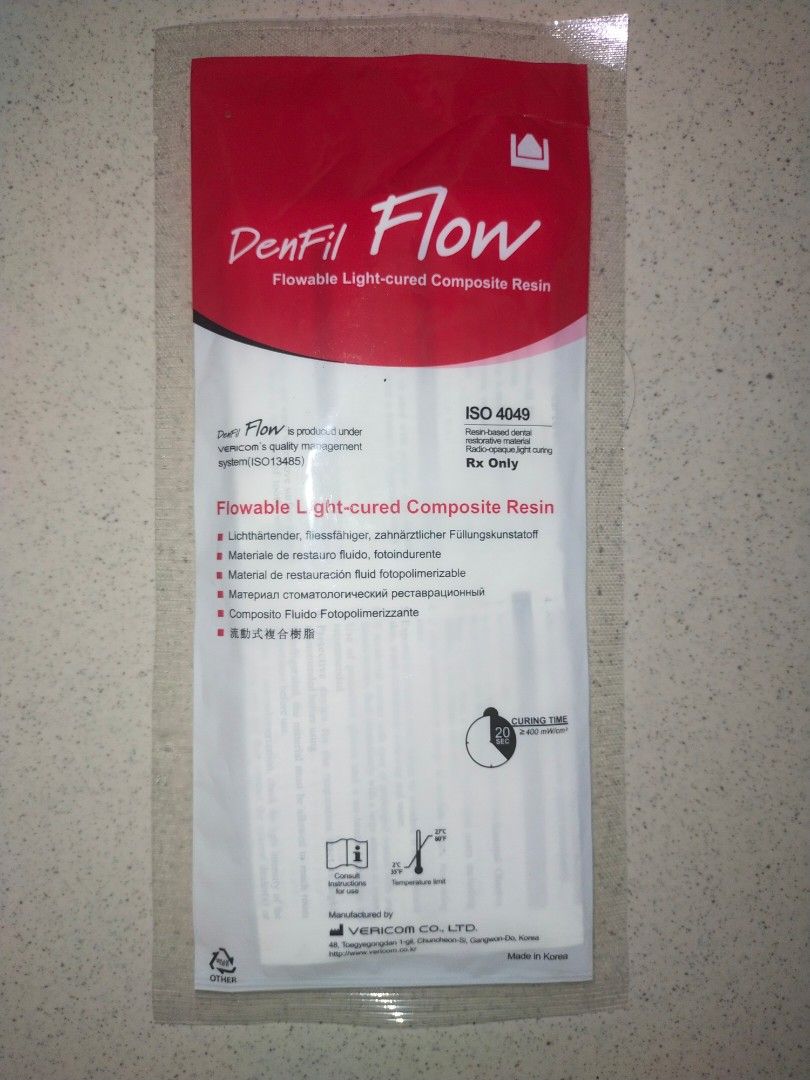 DenFil Flow
Flowable Light-cured Composite Resin
DenFil Flow is produced under
VERICOM's quality management
system(ISO13485)
ISO 4049
Resin-based dental
restorative material
Radio-opaque,light curing
Rx Only
Flowable Light-cured Composite Resin
Lichthärtender, fliessfähiger, zahnärztlicher Füllungskunstatoff
Materiale de restauro fluido, fotoindurente
Material de restauración fluid fotopolimerizable
Материал стоматологический реставрационный
Composito Fluido Fotopolimerizzante
流動式複合樹脂
20
SEC
CURING TIME
≥400 mW/cm²
Consult
Instructions
for use
2°C
35°F
27°C
80°F
Temperature limit
Manufactured by
VERICOM CO., LTD.
48, Toegyegongdan 1-gil, Chuncheon-Si, Gangwon-Do, Korea
http://www.vericom.co.kr
Made in Korea
OTHER